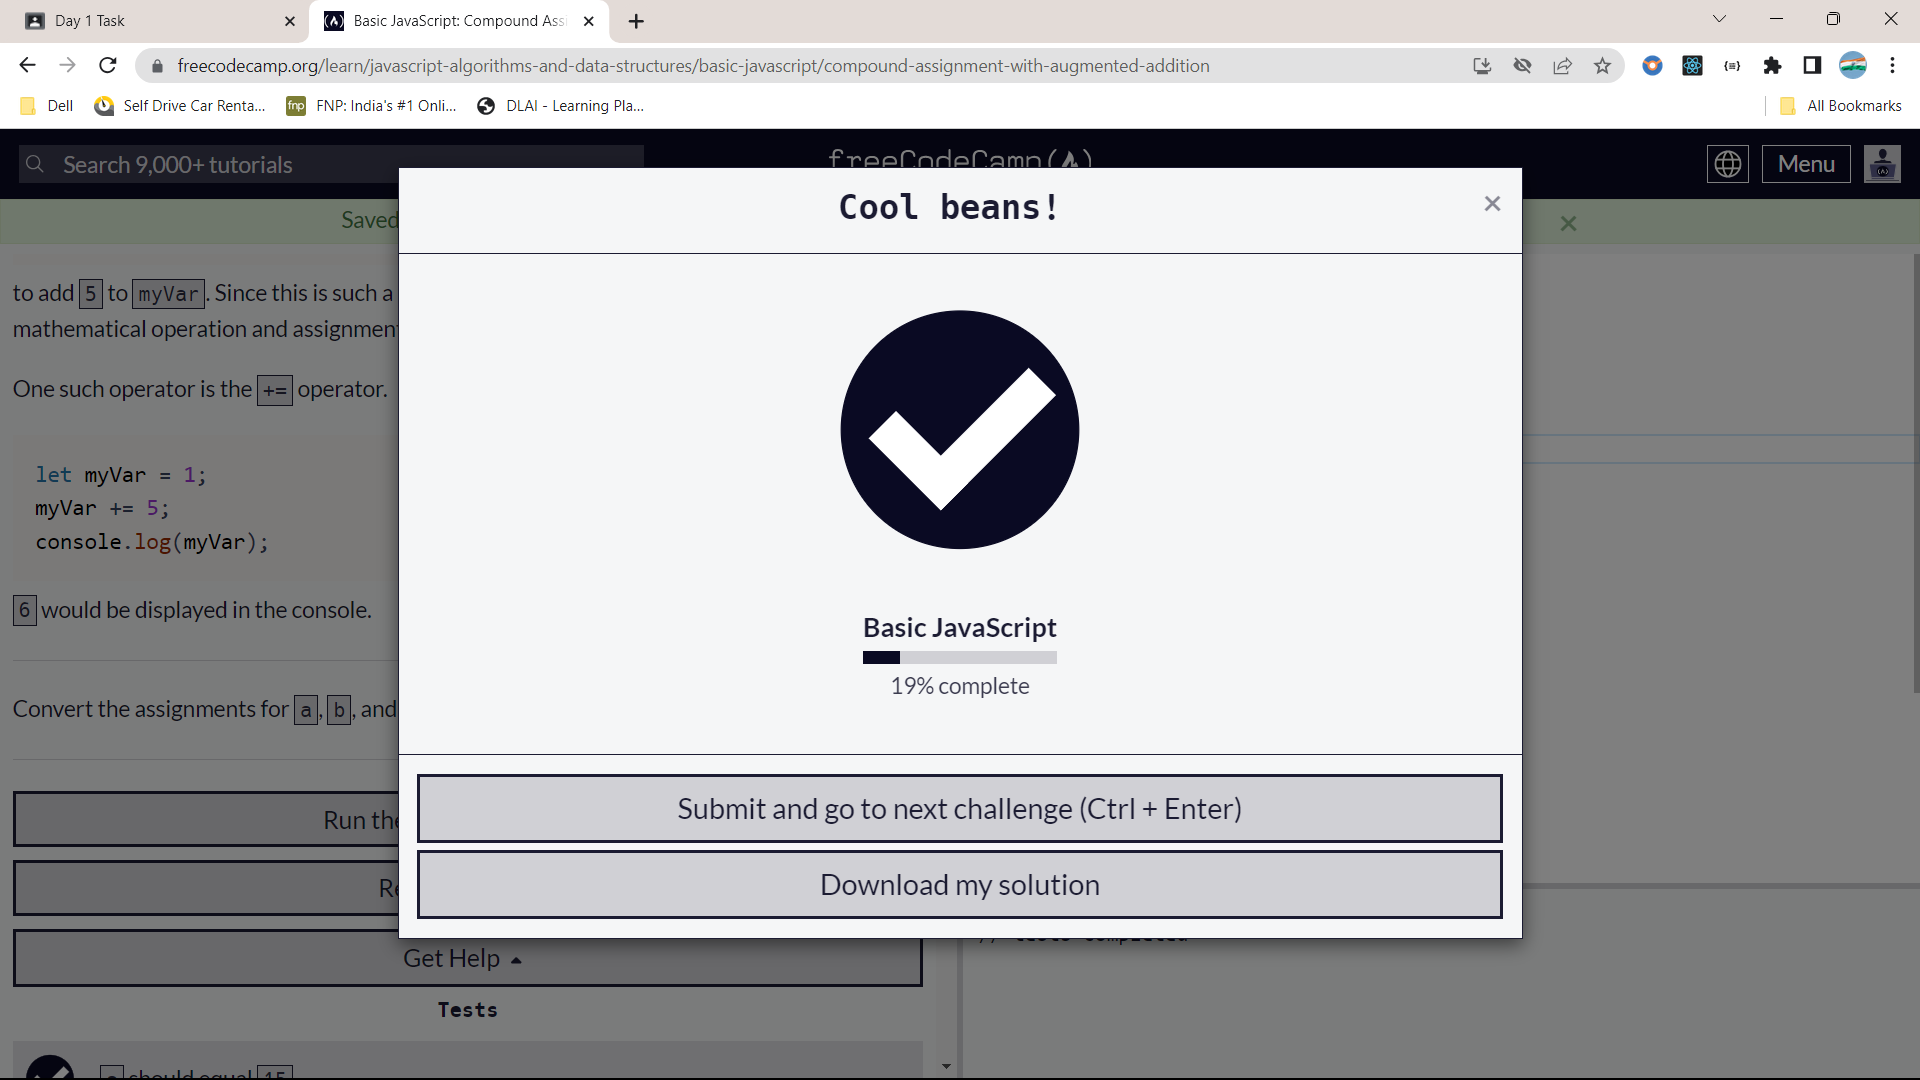 Day 1 Task
Basic JavaScript: Compound Ass
freecodecamp.org/learn/javascript-algorithms-and-data-structures/basic-javascript/compound-assignment-with-augmented-addition
Dell
Self Drive Car Renta...
FNP: India's #1 Onli...
DLAI - Learning Pla...
All Bookmarks
Search 9,000+ tutorials
freeCodeCamp(
Menu
Saved
Cool beans!
to add 5 to myVar. Since this is such a
mathematical operation and assignmen
One such operator is the += operator.
let myVar = 1;
myVar += 5;
console.log(myVar);
6 would be displayed in the console.
Convert the assignments for a, b, and
Basic JavaScript
19% complete
Submit and go to next challenge (Ctrl + Enter)
Download my solution
Run the
Re
Get Help
// tests completed
Tests
should equal 15